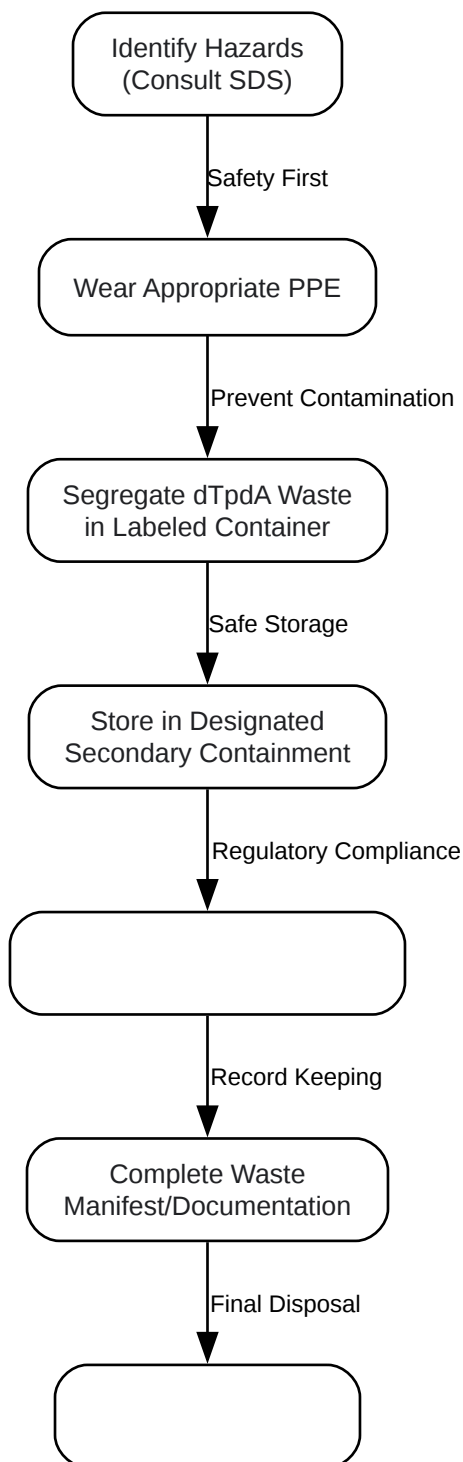 Identify Hazards
(Consult SDS)
Safety First
Wear Appropriate PPE
Prevent Contamination
Segregate dTpdA Waste
in Labeled Container
Safe Storage
Store in Designated
Secondary Containment
Regulatory Compliance
Record Keeping
Complete Waste
Manifest/Documentation
Final Disposal